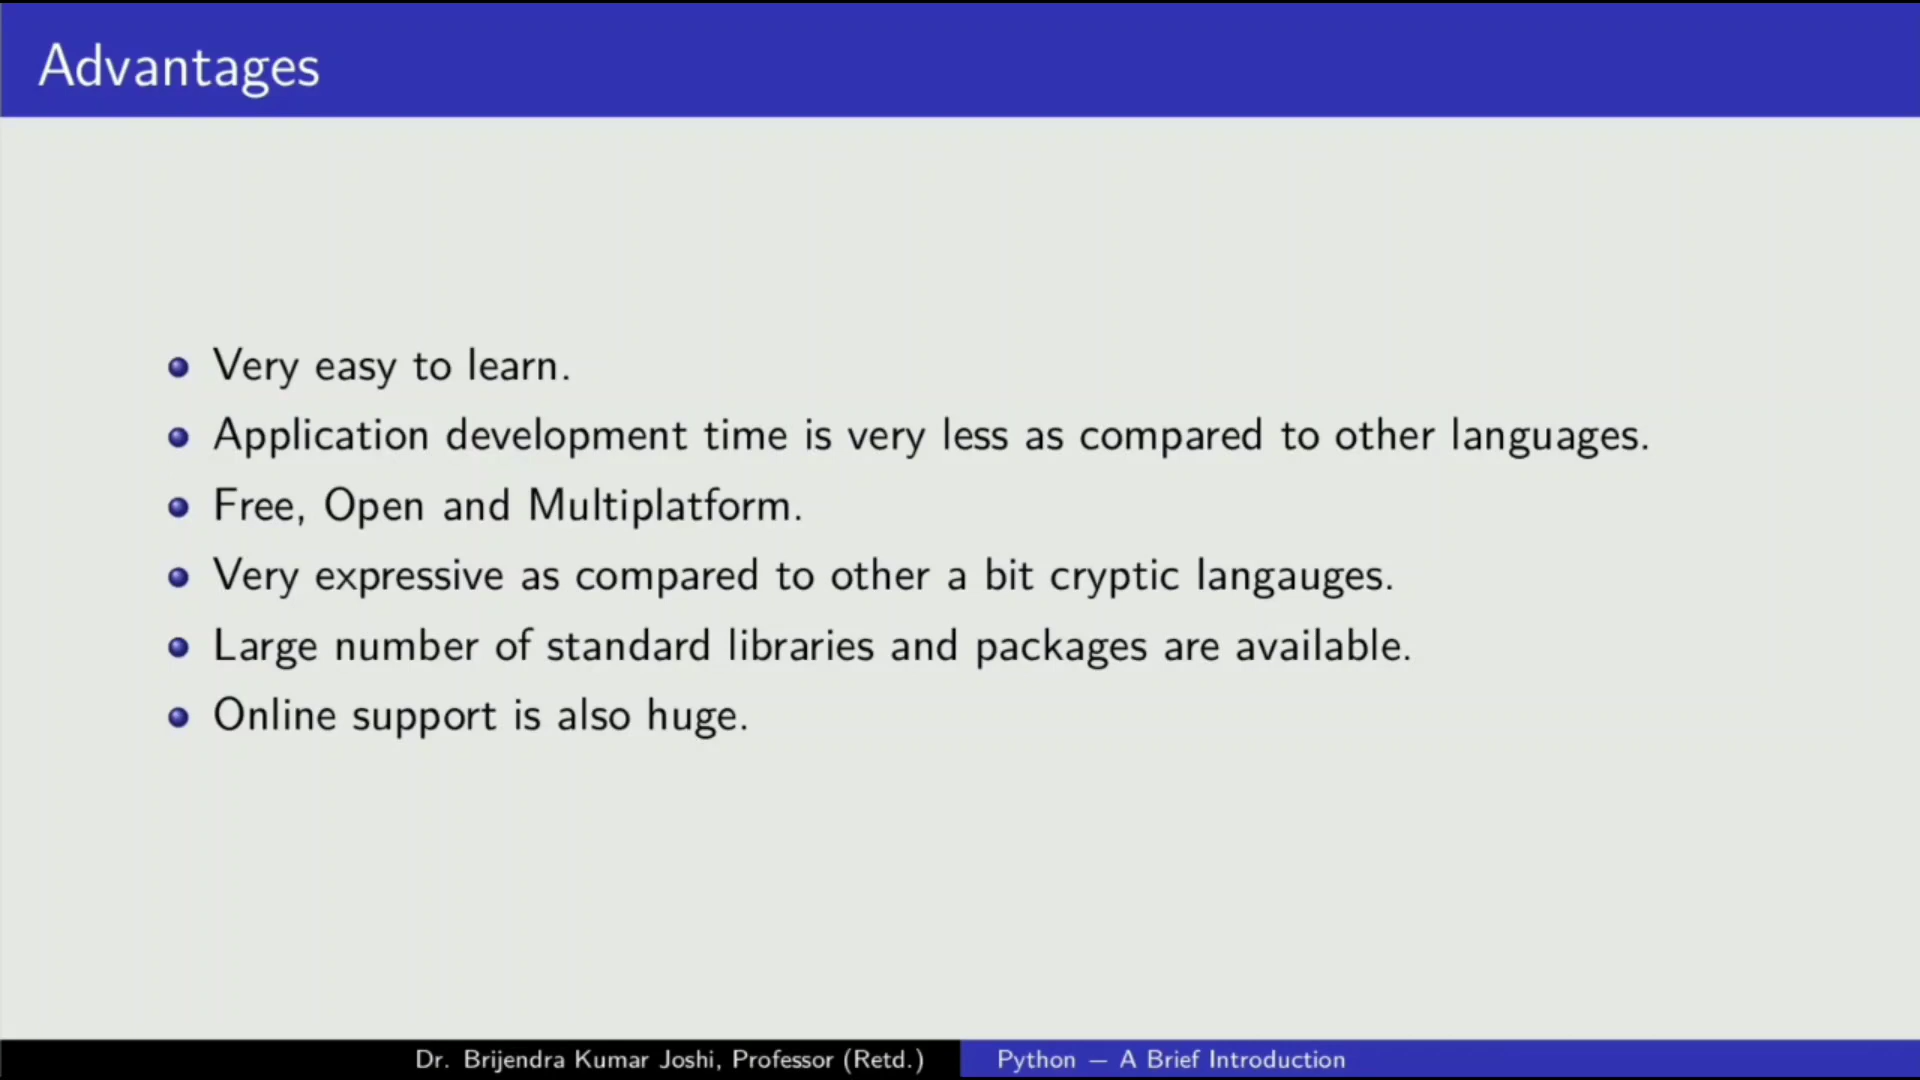 Advantages
Very easy to learn.
Application development time is very less as compared to other languages.
Free, Open and Multiplatform.
Very expressive as compared to other a bit cryptic langauges.
Large number of standard libraries and packages are available.
Online support is also huge.
Dr. Brijendra Kumar Joshi, Professor (Retd.)
Python — A Brief Introduction